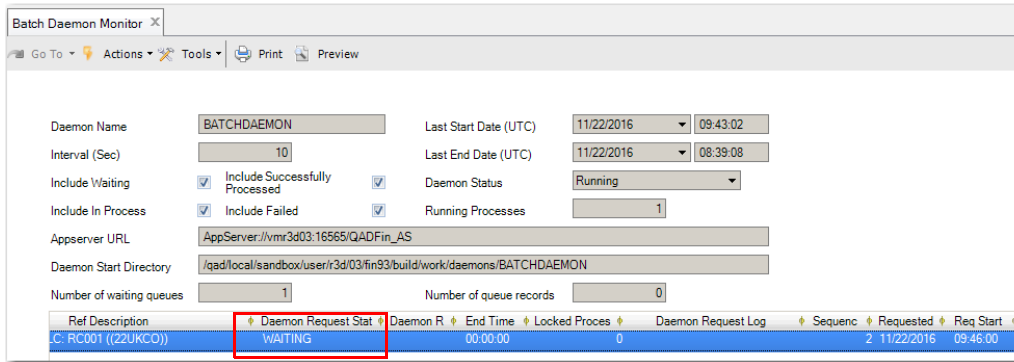 Batch Daemon Monitor
Go To Actions Tools Print Preview
Daemon Name BATCHDAEMON Last Start Date (UTC) 11/22/2016 09:43:02
Interval (Sec) 10 Last End Date (UTC) 11/22/2016 08:39:08
Include Waiting Include Successfully Processed Daemon Status Running
Include In Process Include Failed Running Processes 1
Appserver URL AppServer://vmr3d03:16565/QADFin_AS
Daemon Start Directory /qad/local/sandbox/user/r3d/03/fin93/build/work/daemons/BATCHDAEMON
Number of waiting queues 1 Number of queue records 0
Ref Description Daemon Request Stat Daemon R End Time Locked Proces Daemon Request Log Sequenc Requested Req Start
LC: RC001 ((22UKCO)) WAITING 00:00:00 0 2 11/22/2016 09:46:00